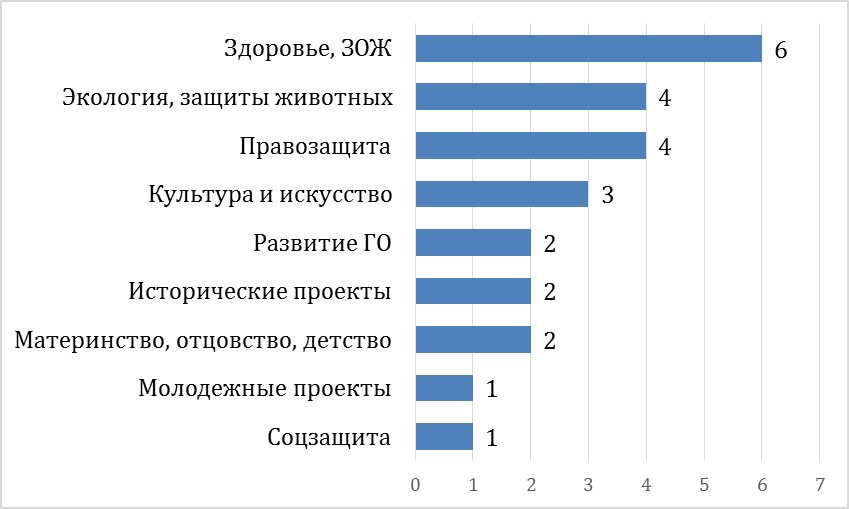 Здоровье, ЗОЖ 6
Экология, защиты животных 4
Правозащита 4
Культура и искусство 3
Развитие ГО 2
Исторические проекты 2
Материнство, отцовство, детство 2
Молодежные проекты 1
Соцзащита 1
0 1 2 3 4 5 6 7